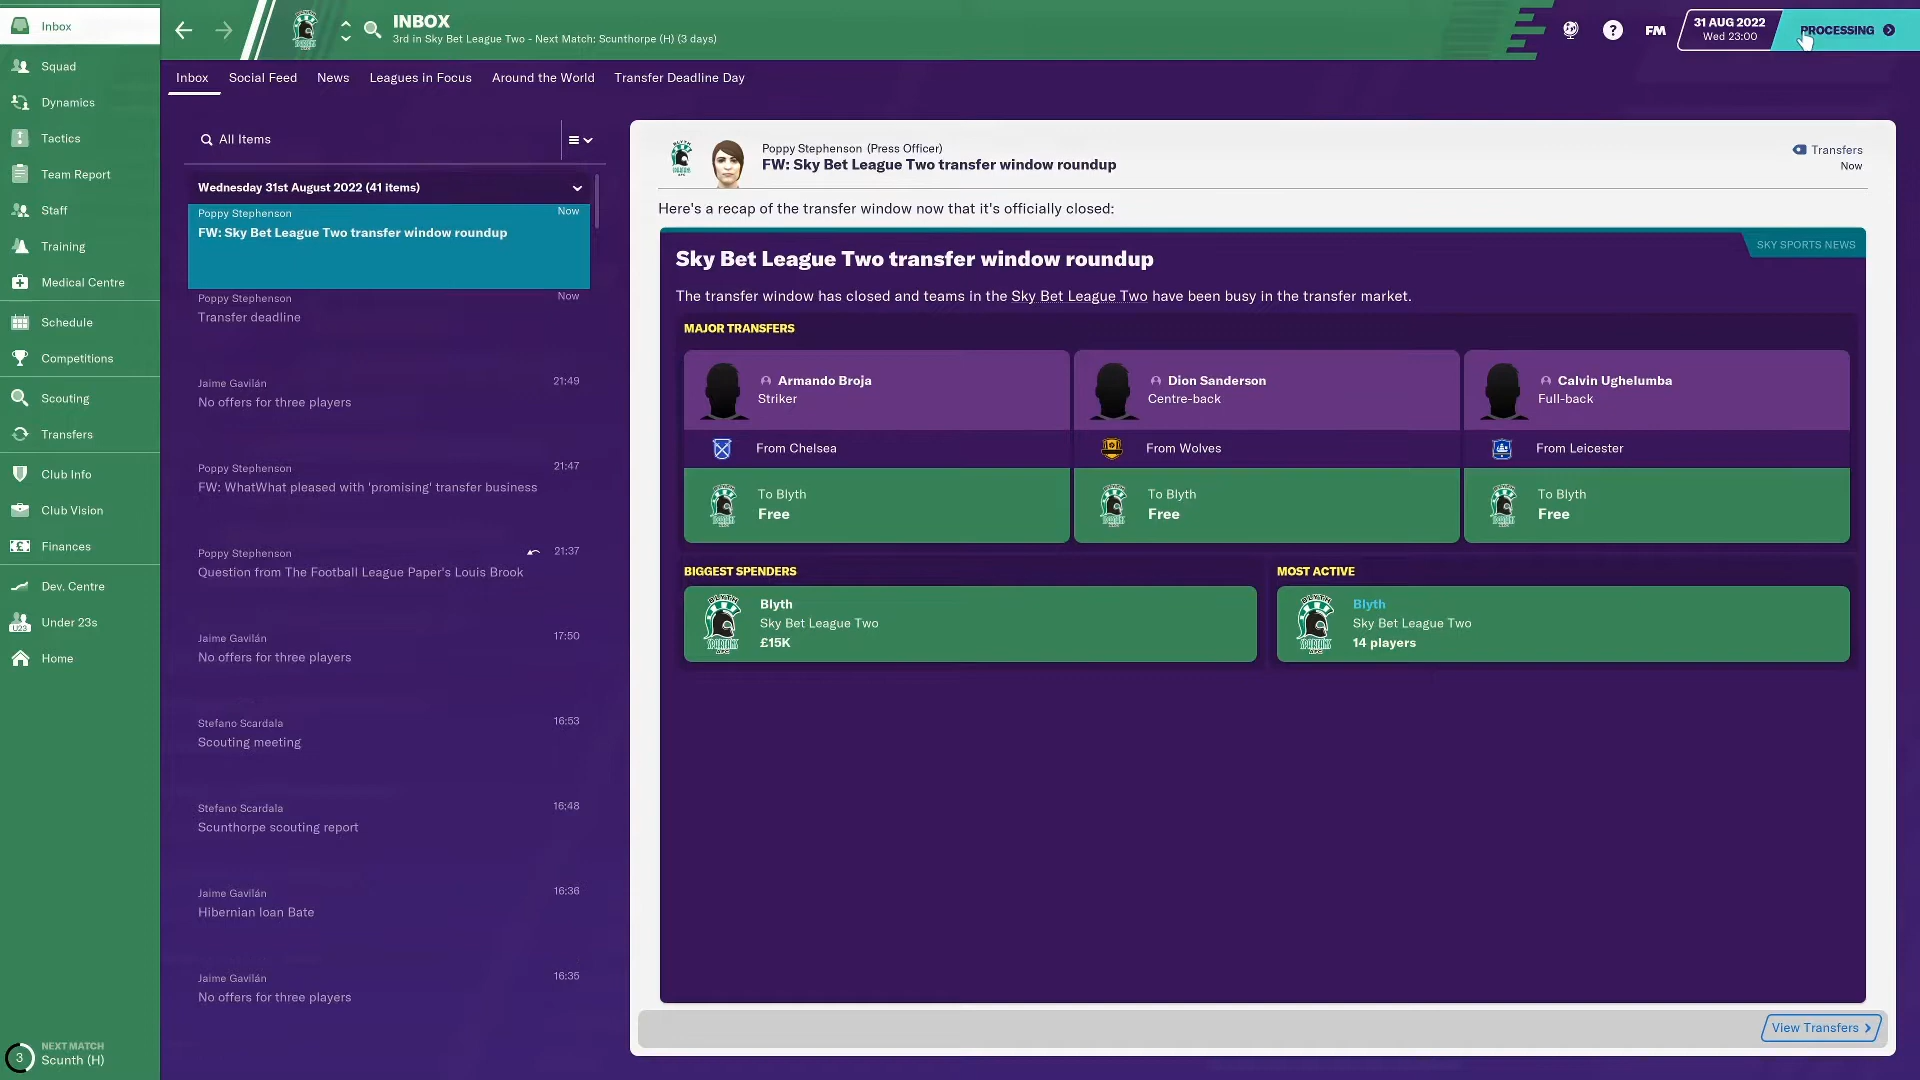 Inbox
Squad
Dynamics
Tactics
Team Report
Staff
Training
Medical Centre
Schedule
Competitions
Scouting
Transfers
Club Info
Club Vision
Finances
Dev. Centre
U23
Under 23s
Home
3
NEXT MATCH
Scunth (H)
INBOX
3rd in Sky Bet League Two - Next Match: Scunthorpe (H) (3 days)
?
FM
31 AUG 2022
Wed 23:00
PROCESSING
Inbox
Social Feed
News
Leagues in Focus
Around the World
Transfer Deadline Day
All Items
Wednesday 31st August 2022 (41 items)
Poppy Stephenson
Now
FW: Sky Bet League Two transfer window roundup
Poppy Stephenson
Now
Transfer deadline
Jaime Gavilán
21:49
No offers for three players
Poppy Stephenson
21:47
FW: WhatWhat pleased with 'promising' transfer business
Poppy Stephenson
21:37
Question from The Football League Paper's Louis Brook
Jaime Gavilán
17:50
No offers for three players
Stefano Scardala
16:53
Scouting meeting
Stefano Scardala
16:48
Scunthorpe scouting report
Jaime Gavilán
16:36
Hibernian loan Bate
Jaime Gavilán
16:35
No offers for three players
Poppy Stephenson (Press Officer)
FW: Sky Bet League Two transfer window roundup
Transfers
Now
Here's a recap of the transfer window now that it's officially closed:
SKY SPORTS NEWS
Sky Bet League Two transfer window roundup
The transfer window has closed and teams in the Sky Bet League Two have been busy in the transfer market.
MAJOR TRANSFERS
Armando Broja
Striker
From Chelsea
To Blyth
Free
Dion Sanderson
Centre-back
From Wolves
To Blyth
Free
Calvin Ughelumba
Full-back
From Leicester
To Blyth
Free
BIGGEST SPENDERS
BLYTH
SPARTANS
AFC
Blyth
Sky Bet League Two
£15K
MOST ACTIVE
BLYTH
SPARTANS
AFC
Blyth
Sky Bet League Two
14 players
View Transfers